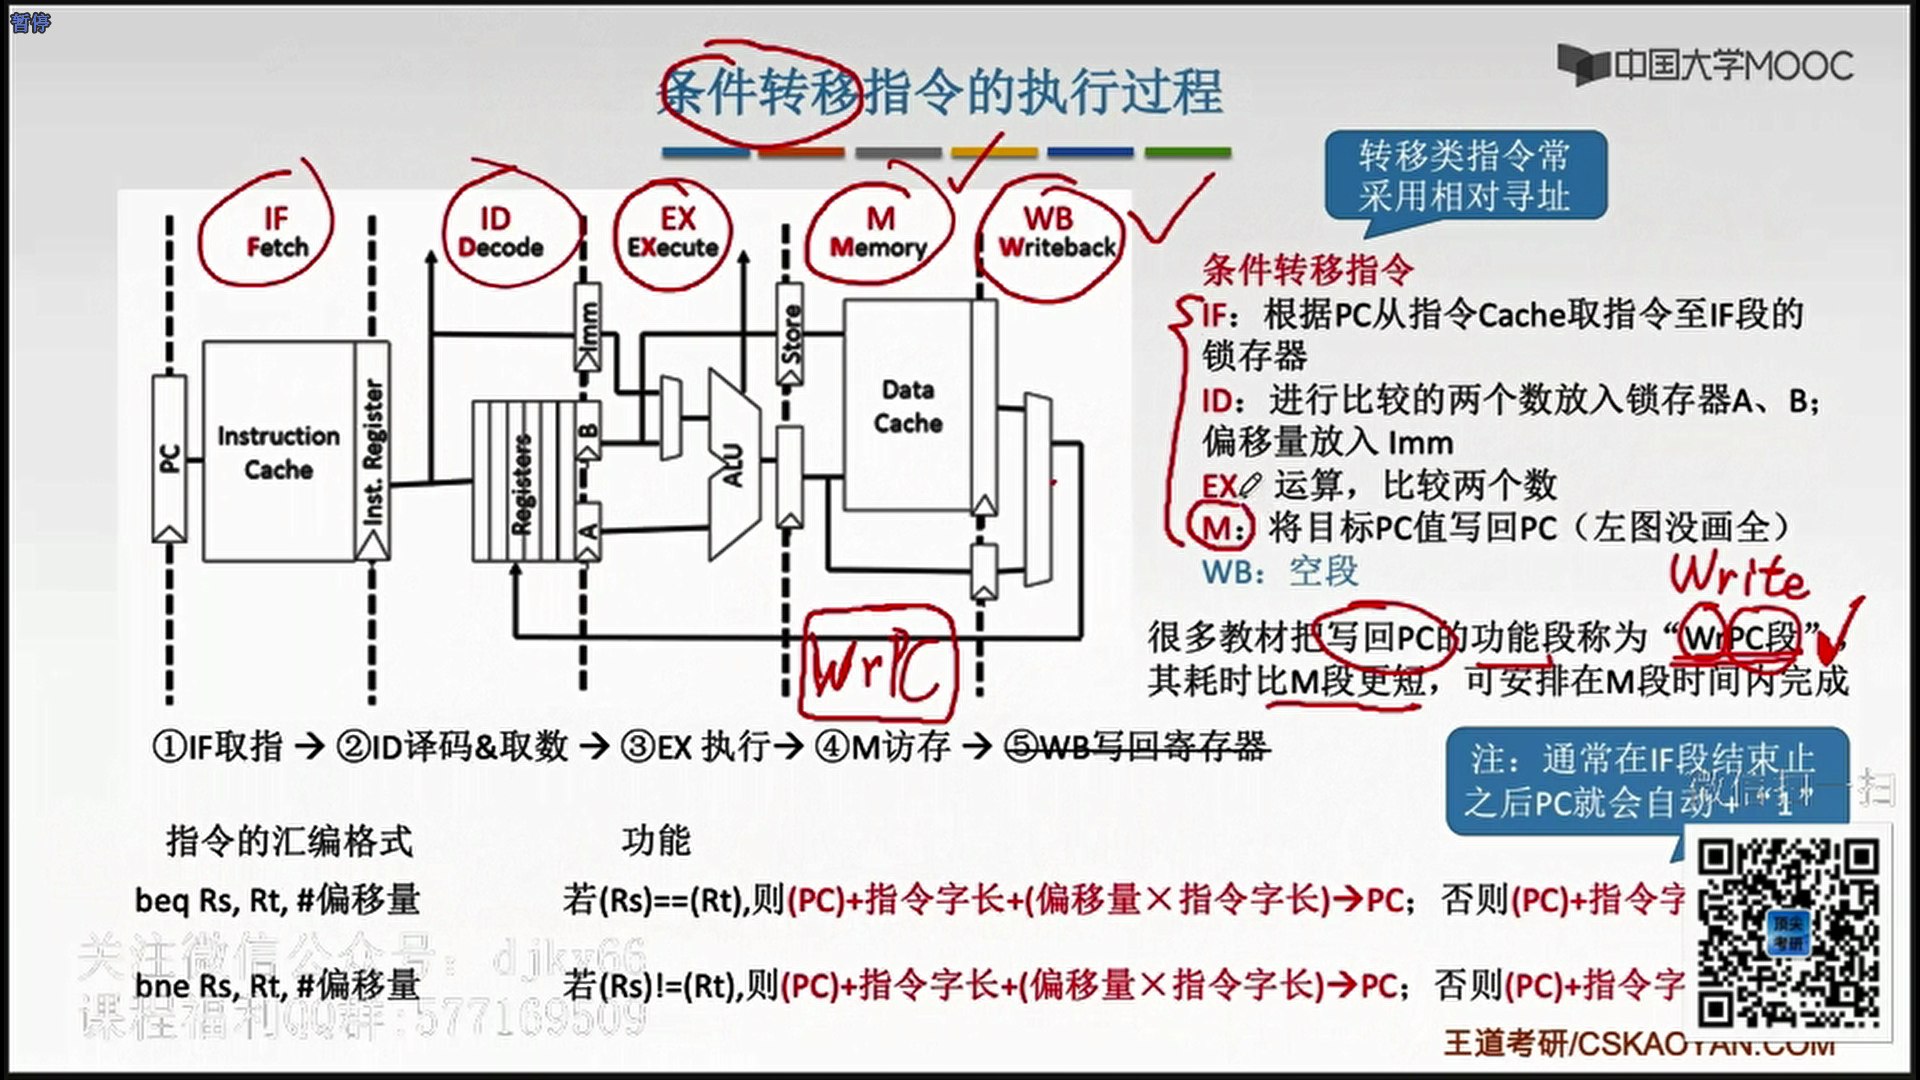 暂停
中国大学MOOC
条件转移指令的执行过程
转移类指令常
采用相对寻址
IF
Fetch
ID
Decode
EX
EXecute
M
Memory
WB
Writeback
PC
Instruction
Cache
Inst. Register
Registers
Imm
B
A
ALU
Store
Data
Cache
WrPC
条件转移指令
IF：根据PC从指令Cache取指令至IF段的
锁存器
ID：进行比较的两个数放入锁存器A、B；
偏移量放入 Imm
EX：运算，比较两个数
M：将目标PC值写回PC（左图没画全）
WB：空段
Write
很多教材把写回PC的功能段称为“WrPC段”，
其耗时比M段更短，可安排在M段时间内完成
①IF取指 → ②ID译码&取数 → ③EX 执行→ ④M访存 → ⑤WB写回寄存器
注：通常在IF段结束止
之后PC就会自动+“1”
微信扫一扫
指令的汇编格式 功能
beq Rs, Rt, #偏移量 若(Rs)==(Rt),则(PC)+指令字长+(偏移量×指令字长)→PC；否则(PC)+指令字
bne Rs, Rt, #偏移量 若(Rs)!=(Rt),则(PC)+指令字长+(偏移量×指令字长)→PC；否则(PC)+指令字
关注微信公众号：djky66
课程福利QQ群:577169509
顶尖
考研
王道考研/CSKAOYAN.COM